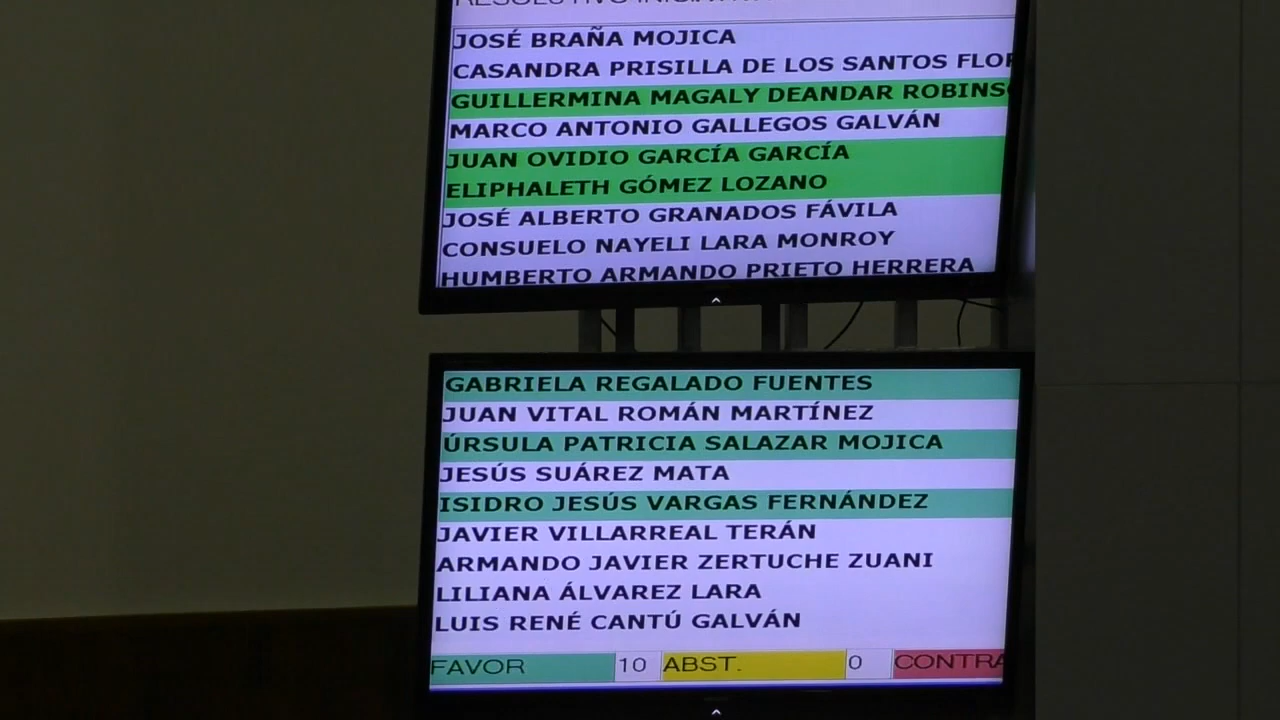 JOSÉ BRAÑA MOJICA
CASANDRA PRISILLA DE LOS SANTOS FLOR
GUILLERMINA MAGALY DEANDAR ROBINS
MARCO ANTONIO GALLEGOS GALVÁN
JUAN OVIDIO GARCÍA GARCÍA
ELIPHALETH GÓMEZ LOZANO
JOSÉ ALBERTO GRANADOS FÁVILA
CONSUELO NAYELI LARA MONROY
HUMBERTO ARMANDO PRIETO HERRERA
GABRIELA REGALADO FUENTES
JUAN VITAL ROMÁN MARTÍNEZ
ÚRSULA PATRICIA SALAZAR MOJICA
JESÚS SUÁREZ MATA
ISIDRO JESÚS VARGAS FERNÁNDEZ
JAVIER VILLARREAL TERÁN
ARMANDO JAVIER ZERTUCHE ZUANI
LILIANA ÁLVAREZ LARA
LUIS RENÉ CANTÚ GALVÁN
FAVOR 10 ABST. 0 CONTRA